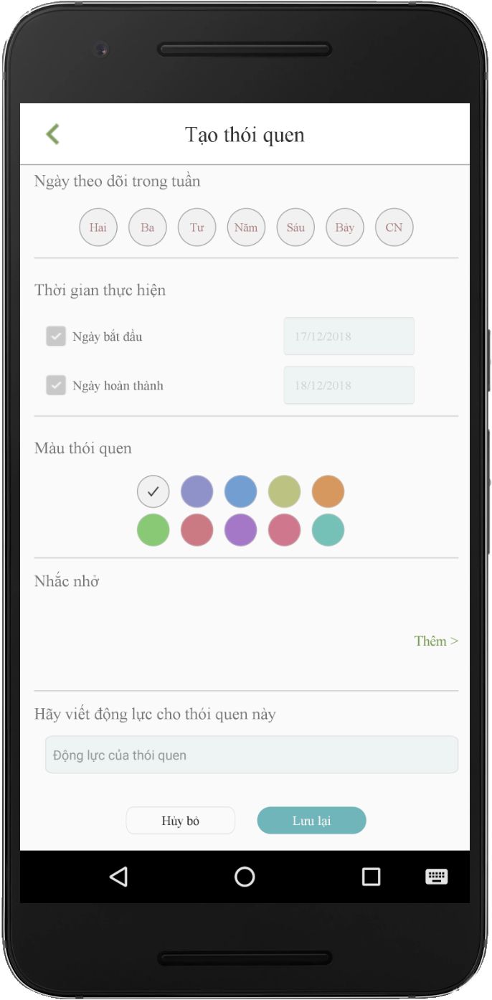 Tạo thói quen
Ngày theo dõi trong tuần
Hai Ba Tư Năm Sáu Bảy CN
Thời gian thực hiện
Ngày bắt đầu 17/12/2018
Ngày hoàn thành 18/12/2018
Màu thói quen
Nhắc nhở
Thêm >
Hãy viết động lực cho thói quen này
Động lực của thói quen
Hủy bỏ Lưu lại